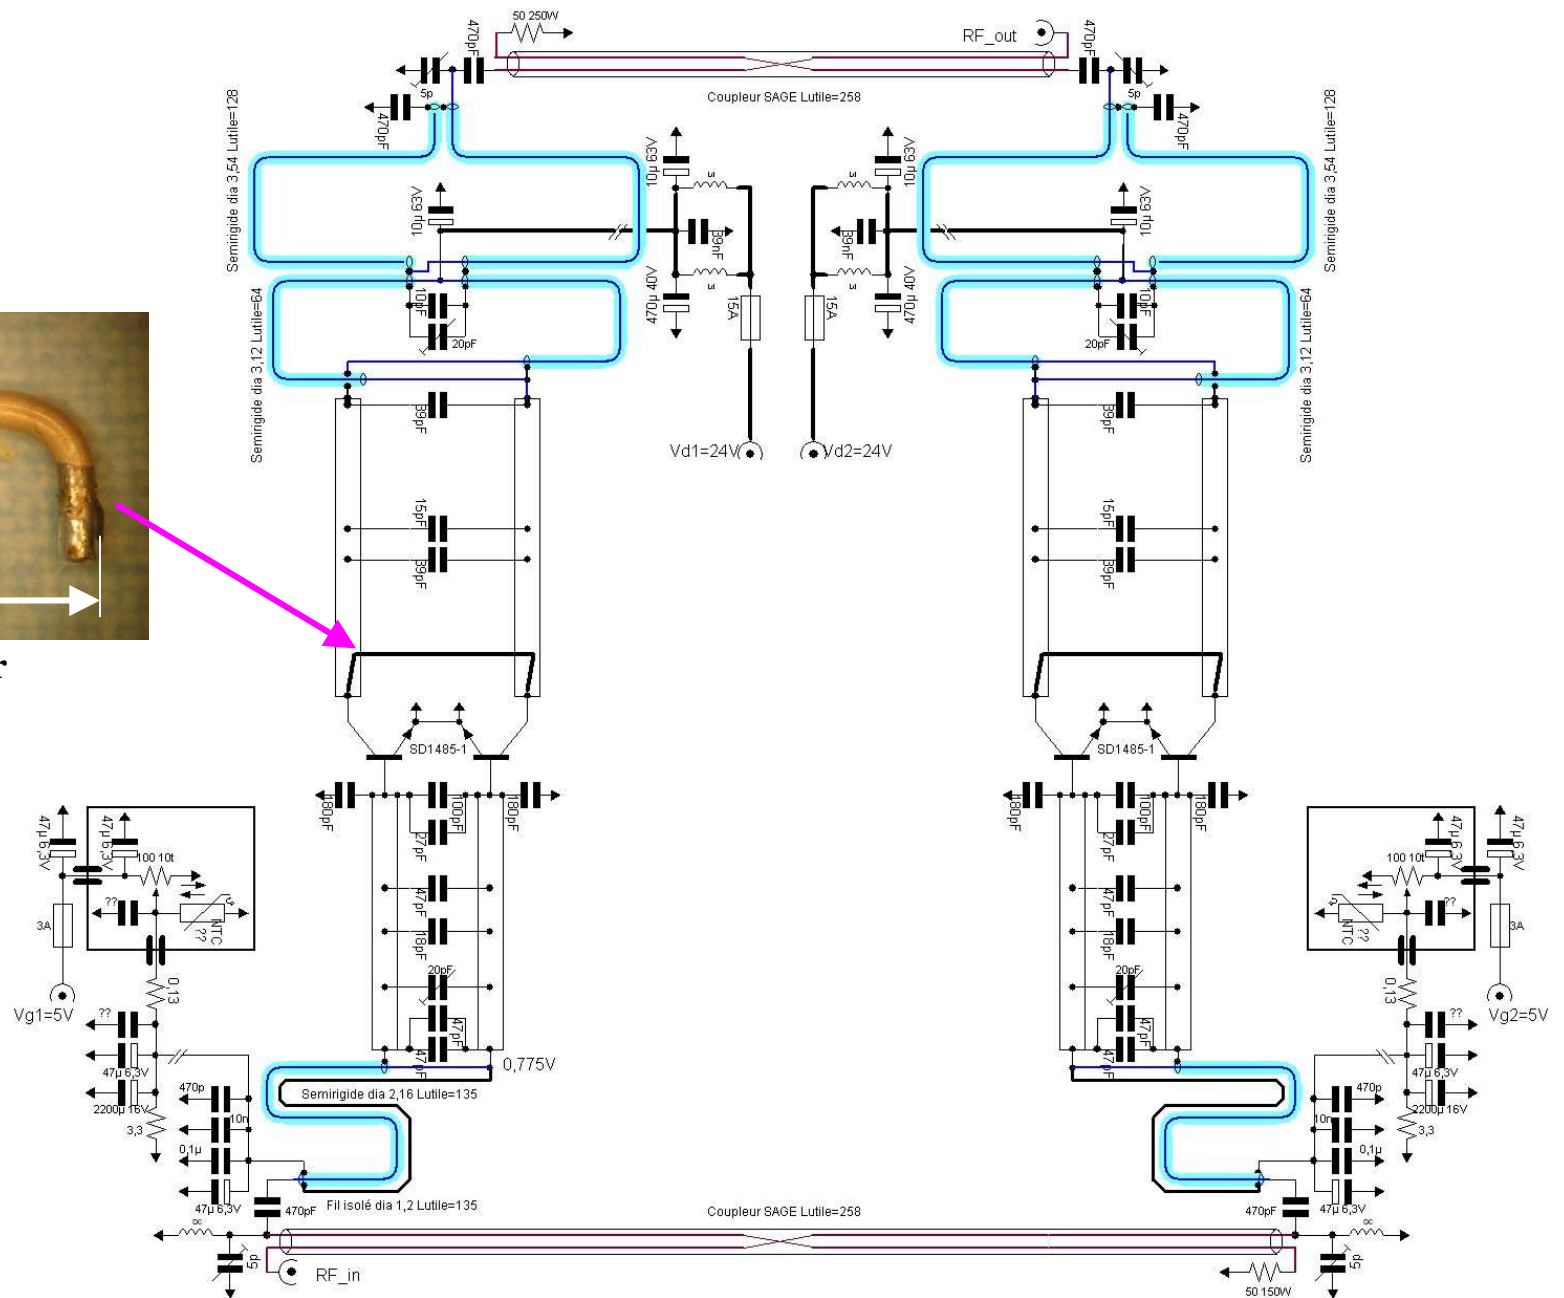 50 250W
470pF
RF_out
470pF
5p
5p
Coupleur SAGE Lutile=258
470pF
470pF
Semirigide dia 3,54 Lutile=128
Semirigide dia 3,54 Lutile=128
10µ 63V
10µ 63V
10µ 63V
10µ 63V
39nF
39nF
10pF
10pF
470µ 40V
470µ 40V
15A
15A
20pF
20pF
Semirigide dia 3,12 Lutile=64
Semirigide dia 3,12 Lutile=64
39pF
39pF
Vd1=24V
Vd2=24V
15pF
15pF
39pF
39pF
r
SD1485-1
SD1485-1
180pF
100pF
180pF
180pF
100pF
180pF
27pF
27pF
47µ 6,3V
47µ 6,3V
47µ 6,3V
47µ 6,3V
100 10t
100 10t
47pF
47pF
??
??
3A
NTC
??
NTC
??
3A
18pF
18pF
20pF
20pF
0,13
0,13
Vg1=5V
Vg2=5V
??
??
47pF
47pF
47pF
47pF
0,775V
47µ 6,3V
47µ 6,3V
470p
470p
Semirigide dia 2,16 Lutile=135
2200µ 16V
2200µ 16V
10n
10n
3,3
3,3
0,1µ
0,1µ
47µ 6,3V
470pF
Fil isolé dia 1,2 Lutile=135
Coupleur SAGE Lutile=258
470pF
47µ 6,3V
5p
RF_in
5p
50 150W